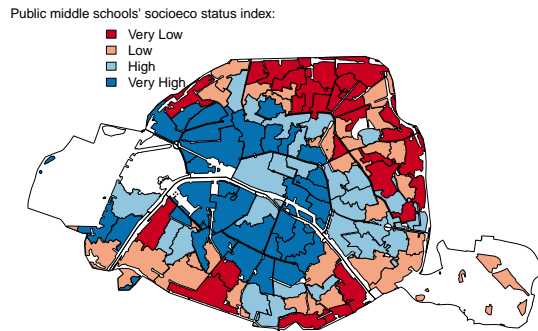 Public middle schools' socioeco status index:
Very Low
Low
High
Very High